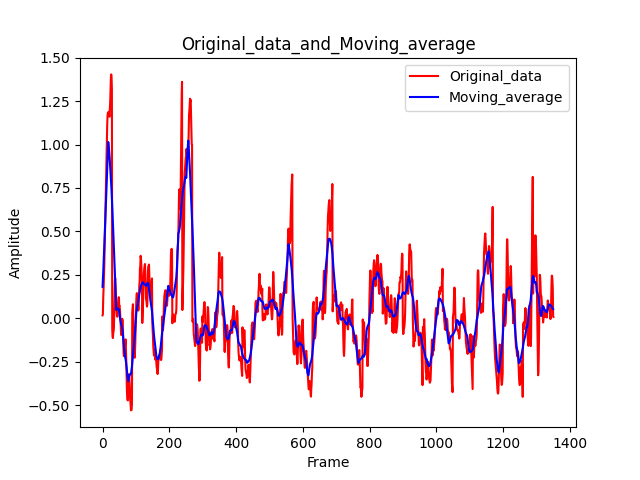 Original_data_and_Moving_average
Original_data
Moving_average
Amplitude
1.50
1.25
1.00
0.75
0.50
0.25
0.00
−0.25
−0.50
0 200 400 600 800 1000 1200 1400
Frame